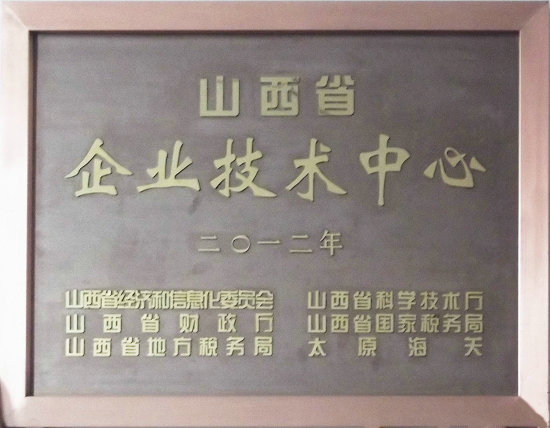 山西省
企业技术中心
二〇一二年
山西省经济和信息化委员会 山西省科学技术厅
山西省财政厅 山西省国家税务局
山西省地方税务局 太原海天